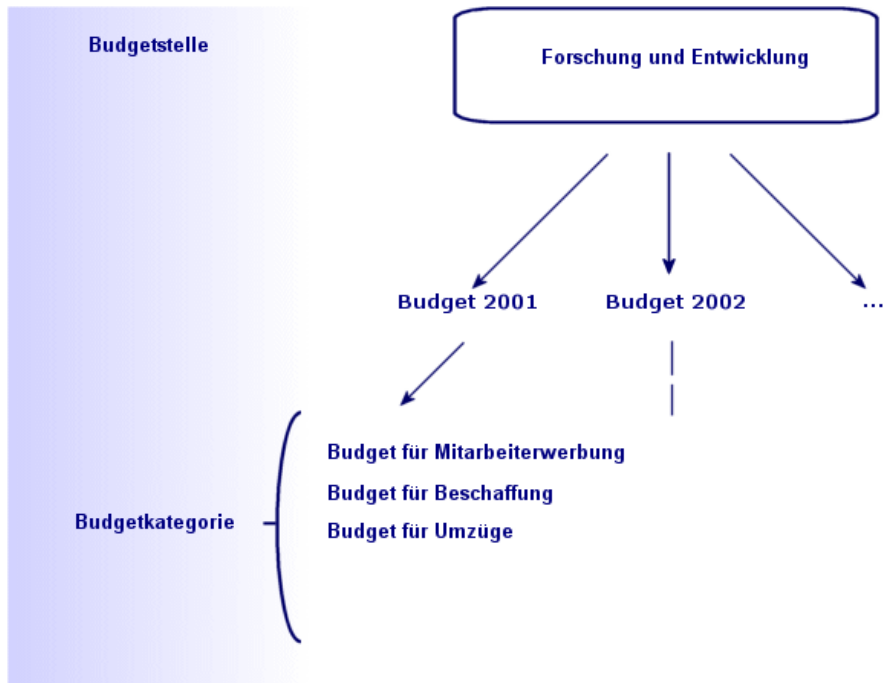 Budgetstelle
Forschung und Entwicklung
Budget 2001
Budget 2002
...
Budget für Mitarbeiterwerbung
Budget für Beschaffung
Budgetkategorie
Budget für Umzüge